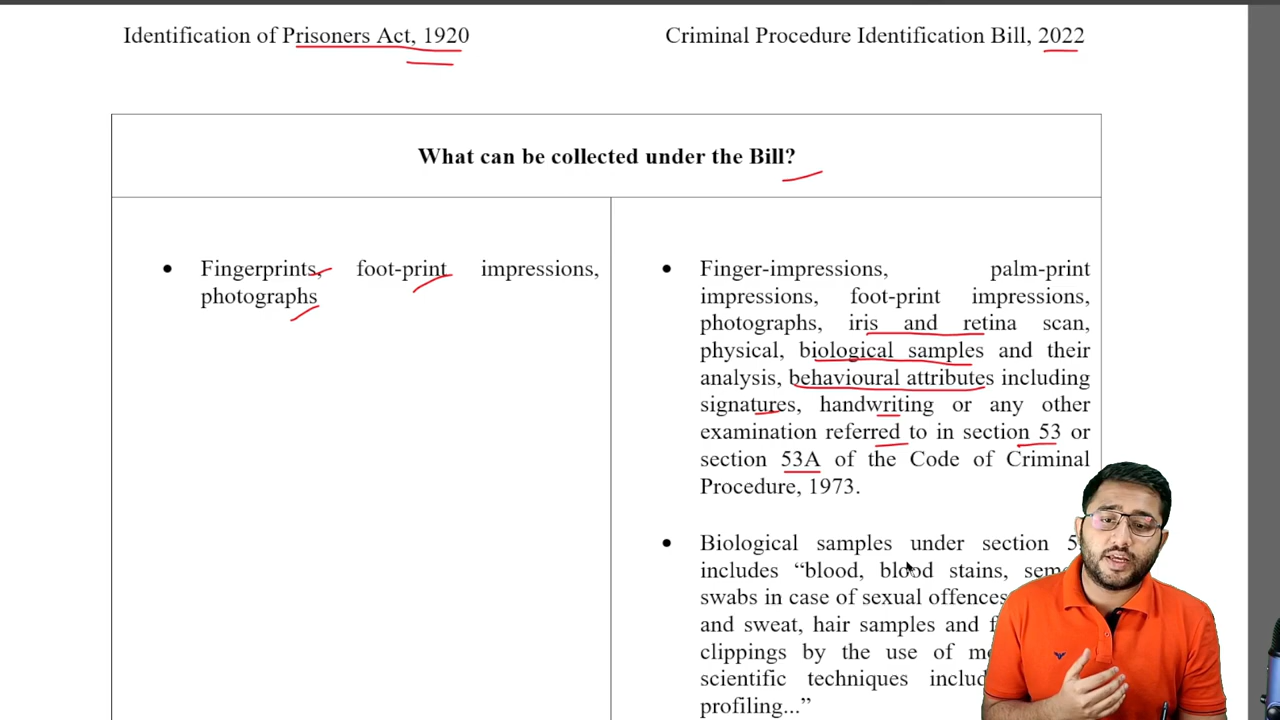 Identification of Prisoners Act, 1920
Criminal Procedure Identification Bill, 2022
What can be collected under the Bill?
• Fingerprints, foot-print impressions,
photographs
• Finger-impressions, palm-print
impressions, foot-print impressions,
photographs, iris and retina scan,
physical, biological samples and their
analysis, behavioural attributes including
signatures, handwriting or any other
examination referred to in section 53 or
section 53A of the Code of Criminal
Procedure, 1973.
• Biological samples under section
includes “blood, blood stains,
swabs in case of sexual offences
and sweat, hair samples and
clippings by the use of
scientific techniques
profiling...”